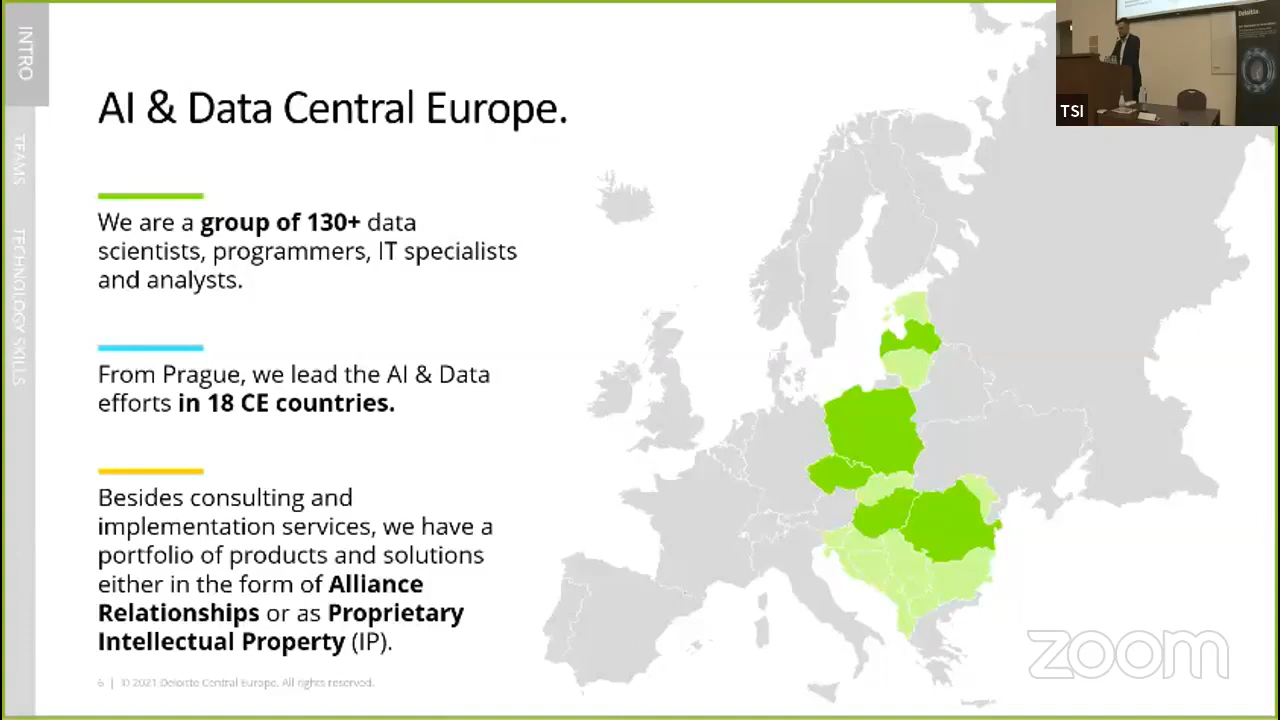 INTRO
TEAMS
TECHNOLOGY SKILLS
AI & Data Central Europe.
We are a group of 130+ data
scientists, programmers, IT specialists
and analysts.
From Prague, we lead the AI & Data
efforts in 18 CE countries.
Besides consulting and
implementation services, we have a
portfolio of products and solutions
either in the form of Alliance
Relationships or as Proprietary
Intellectual Property (IP).
6 | © 2021 Deloitte Central Europe. All rights reserved.
Deloitte.
TSI
zoom